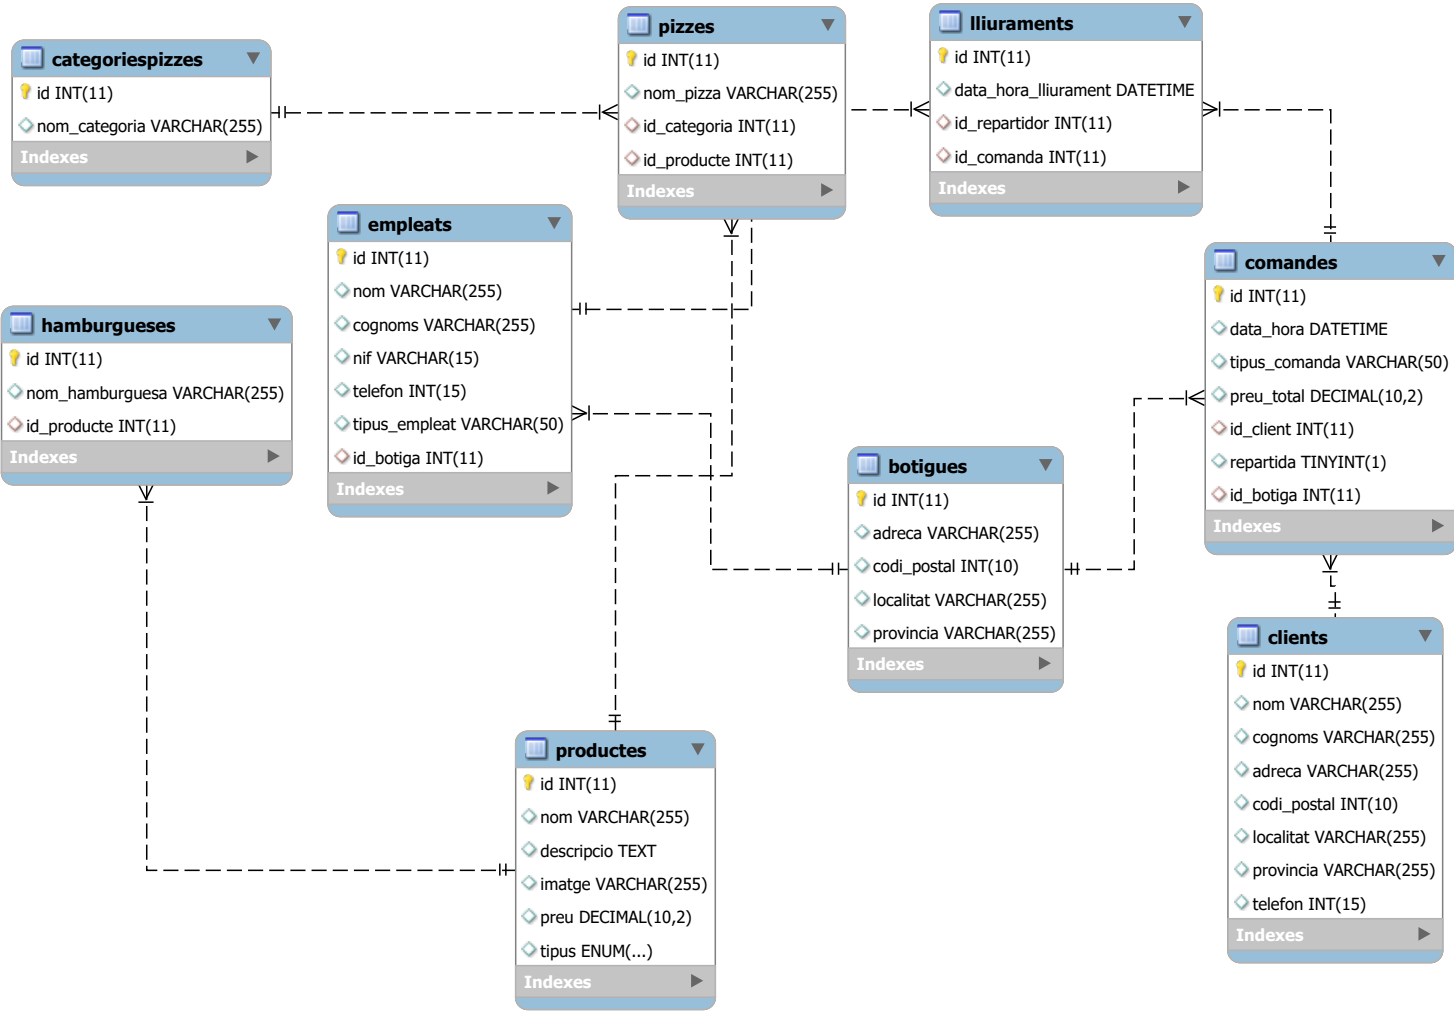 categoriespizzes
id INT(11)
nom_categoria VARCHAR(255)
Indexes
pizzes
id INT(11)
nom_pizza VARCHAR(255)
id_categoria INT(11)
id_producte INT(11)
Indexes
lliuraments
id INT(11)
data_hora_lliurament DATETIME
id_repartidor INT(11)
id_comanda INT(11)
Indexes
empleats
id INT(11)
nom VARCHAR(255)
cognoms VARCHAR(255)
nif VARCHAR(15)
telefon INT(15)
tipus_empleat VARCHAR(50)
id_botiga INT(11)
Indexes
hamburgueses
id INT(11)
nom_hamburguesa VARCHAR(255)
id_producte INT(11)
Indexes
comandes
id INT(11)
data_hora DATETIME
tipus_comanda VARCHAR(50)
preu_total DECIMAL(10,2)
id_client INT(11)
repartida TINYINT(1)
id_botiga INT(11)
Indexes
botigues
id INT(11)
adreca VARCHAR(255)
codi_postal INT(10)
localitat VARCHAR(255)
provincia VARCHAR(255)
Indexes
clients
id INT(11)
nom VARCHAR(255)
cognoms VARCHAR(255)
adreca VARCHAR(255)
codi_postal INT(10)
localitat VARCHAR(255)
provincia VARCHAR(255)
telefon INT(15)
Indexes
productes
id INT(11)
nom VARCHAR(255)
descripcio TEXT
imatge VARCHAR(255)
preu DECIMAL(10,2)
tipus ENUM(...)
Indexes